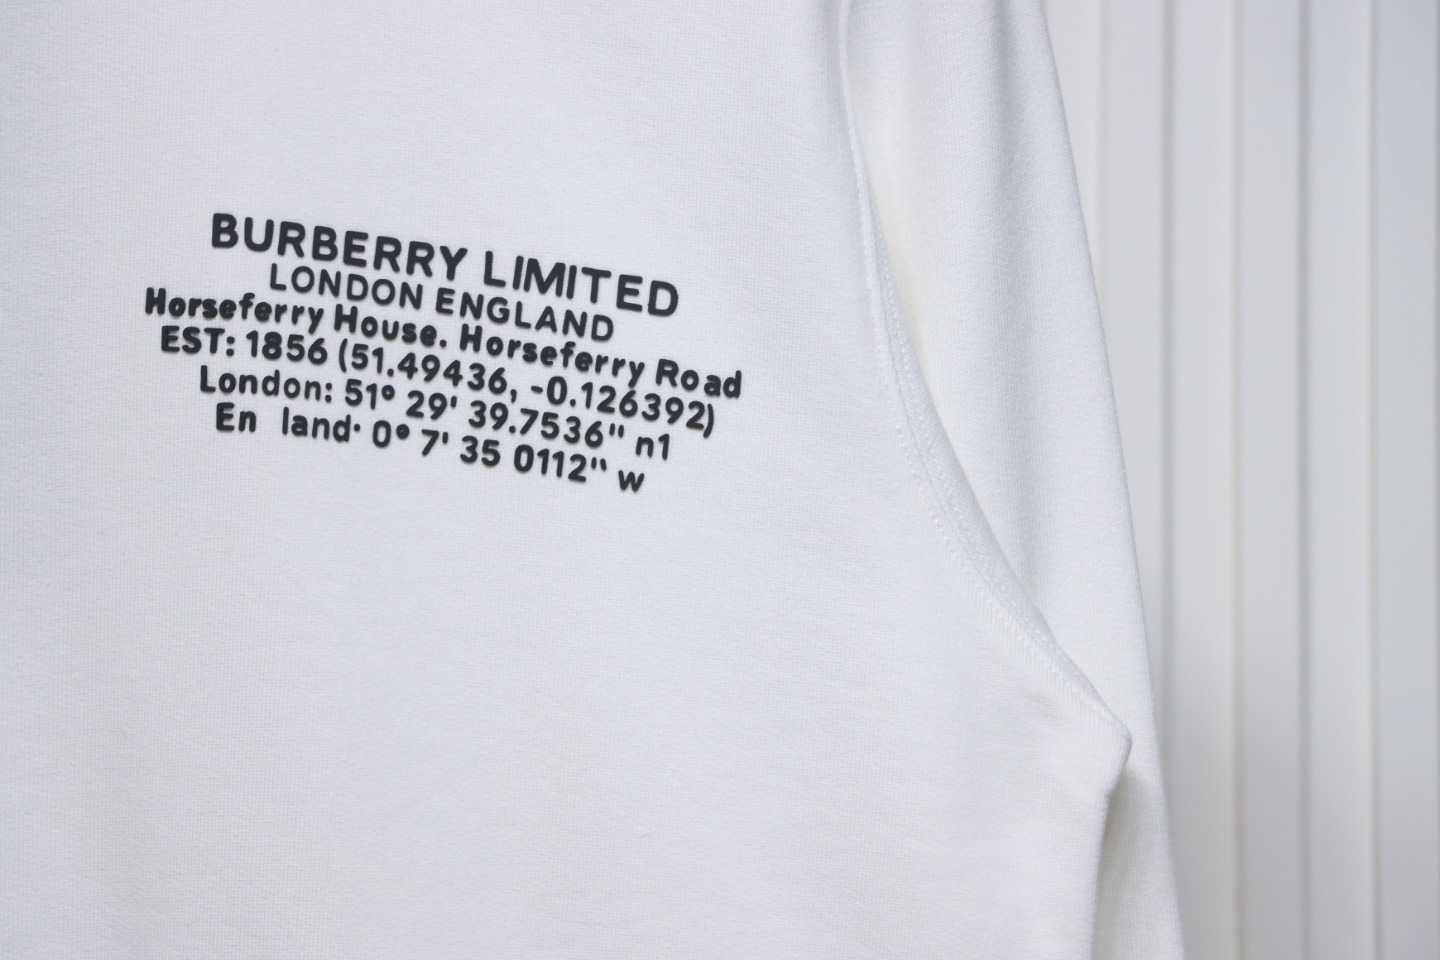 BURBERRY LIMITED
LONDON ENGLAND
Horseferry House. Horseferry Road
EST: 1856 (51.49436, -0.126392)
London: 51° 29' 39.7536" n1
En land· 0° 7' 35 0112" w